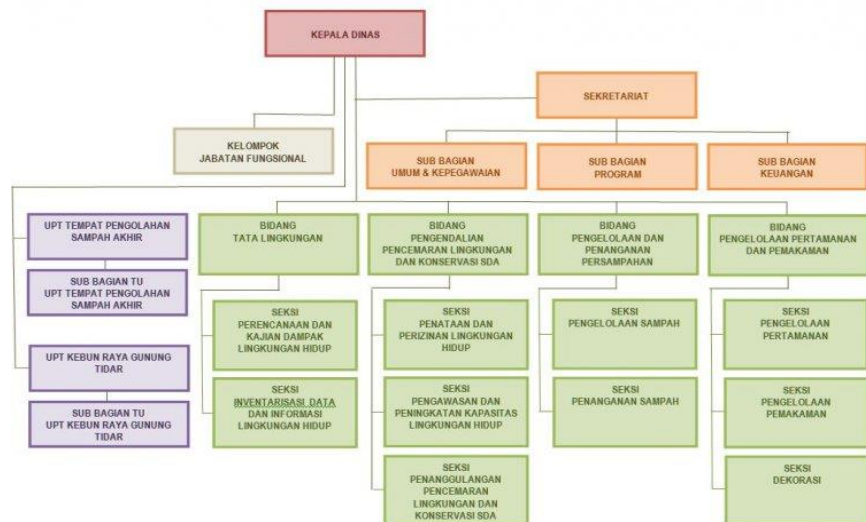 KEPALA DINAS
SEKRETARIAT
KELOMPOK
JABATAN FUNGSIONAL
SUB BAGIAN
UMUM & KEPEGAWAIAN
SUB BAGIAN
PROGRAM
SUB BAGIAN
KEUANGAN
UPT TEMPAT PENGOLAHAN
SAMPAH AKHIR
SUB BAGIAN TU
UPT TEMPAT PENGOLAHAN
SAMPAH AKHIR
UPT KEBUN RAYA GUNUNG
TIDAR
SUB BAGIAN TU
UPT KEBUN RAYA GUNUNG
TIDAR
BIDANG
TATA LINGKUNGAN
SEKSI
PERENCANAAN DAN
KAJIAN DAMPAK
LINGKUNGAN HIDUP
SEKSI
INVENTARISASI DATA
DAN INFORMASI
LINGKUNGAN HIDUP
BIDANG
PENGENDALIAN
PENCEMARAN LINGKUNGAN
DAN KONSERVASI SDA
SEKSI
PENATAAN DAN
PERIZINAN LINGKUNGAN
HIDUP
SEKSI
PENGAWASAN DAN
PENINGKATAN KAPASITAS
LINGKUNGAN HIDUP
SEKSI
PENANGGULANGAN
PENCEMARAN
LINGKUNGAN DAN
KONSERVASI SDA
BIDANG
PENGELOLAAN DAN
PENANGANAN
PERSAMPAHAN
SEKSI
PENGELOLAAN SAMPAH
SEKSI
PENANGANAN SAMPAH
BIDANG
PENGELOLAAN PERTAMANAN
DAN PEMAKAMAN
SEKSI
PENGELOLAAN
PERTAMANAN
SEKSI
PENGELOLAAN
PEMAKAMAN
SEKSI
DEKORASI